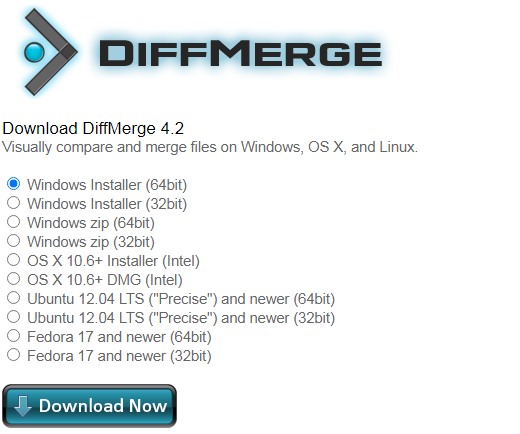 DIFFMERGE
Download DiffMerge 4.2
Visually compare and merge files on Windows, OS X, and Linux.
Windows Installer (64bit)
Windows Installer (32bit)
Windows zip (64bit)
Windows zip (32bit)
OS X 10.6+ Installer (Intel)
OS X 10.6+ DMG (Intel)
Ubuntu 12.04 LTS ("Precise") and newer (64bit)
Ubuntu 12.04 LTS ("Precise") and newer (32bit)
Fedora 17 and newer (64bit)
Fedora 17 and newer (32bit)
Download Now